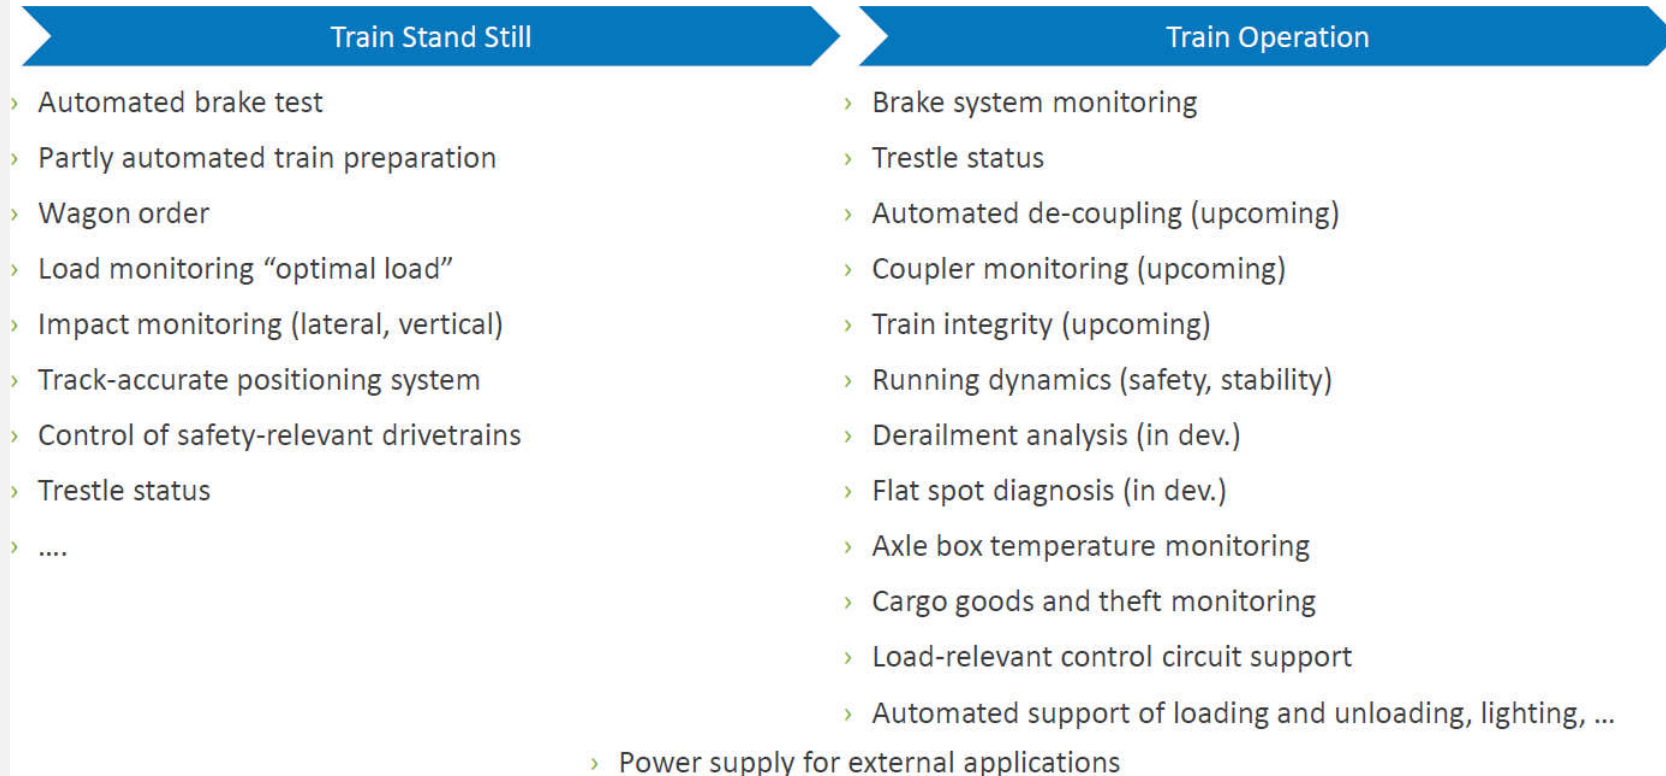 Train Stand Still
› Automated brake test
› Partly automated train preparation
› Wagon order
› Load monitoring “optimal load”
› Impact monitoring (lateral, vertical)
› Track-accurate positioning system
› Control of safety-relevant drivetrains
› Trestle status
› ....
Train Operation
› Brake system monitoring
› Trestle status
› Automated de-coupling (upcoming)
› Coupler monitoring (upcoming)
› Train integrity (upcoming)
› Running dynamics (safety, stability)
› Derailment analysis (in dev.)
› Flat spot diagnosis (in dev.)
› Axle box temperature monitoring
› Cargo goods and theft monitoring
› Load-relevant control circuit support
› Automated support of loading and unloading, lighting, ...
› Power supply for external applications